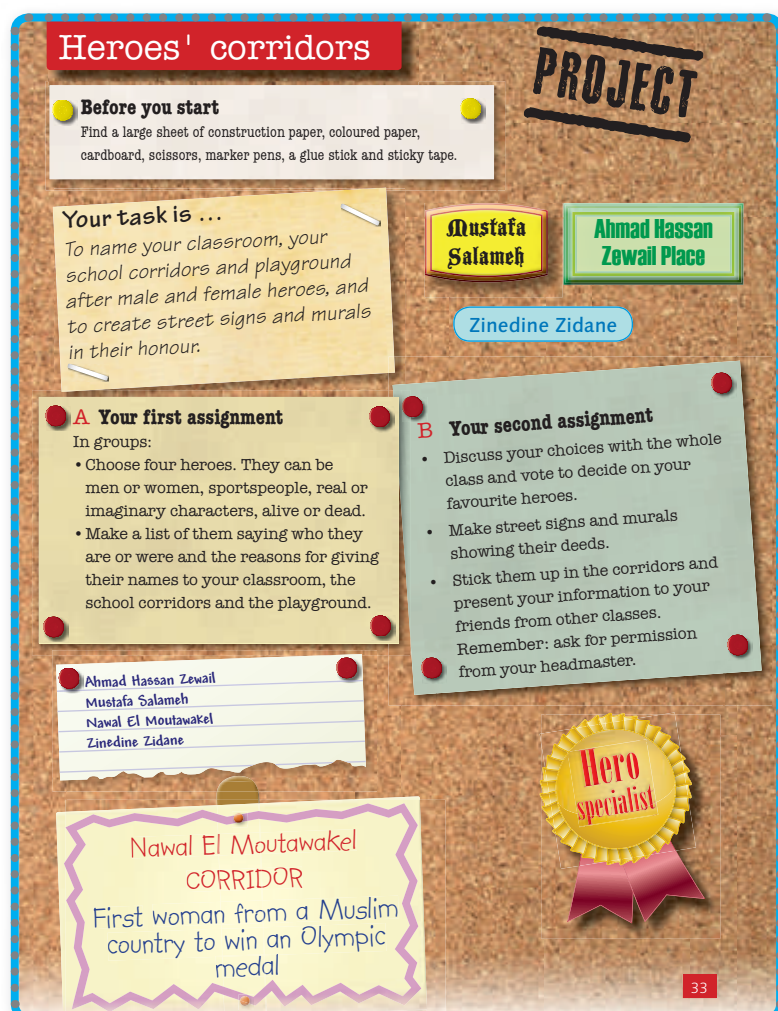 Heroes' corridors
PROJECT
Before you start
Find a large sheet of construction paper, coloured paper,
cardboard, scissors, marker pens, a glue stick and sticky tape.
Your task is ...
To name your classroom, your
school corridors and playground
after male and female heroes, and
to create street signs and murals
in their honour.
Mustafa
Salameh
Ahmad Hassan
Zewail Place
Zinedine Zidane
A Your first assignment
In groups:
• Choose four heroes. They can be
men or women, sportspeople, real or
imaginary characters, alive or dead.
• Make a list of them saying who they
are or were and the reasons for giving
their names to your classroom, the
school corridors and the playground.
B Your second assignment
• Discuss your choices with the whole
class and vote to decide on your
favourite heroes.
• Make street signs and murals
showing their deeds.
• Stick them up in the corridors and
present your information to your
friends from other classes.
Remember: ask for permission
from your headmaster.
Ahmad Hassan Zewail
Mustafa Salameh
Nawal El Moutawakel
Zinedine Zidane
Hero
specialist
Nawal El Moutawakel
CORRIDOR
First woman from a Muslim
country to win an Olympic
medal
33